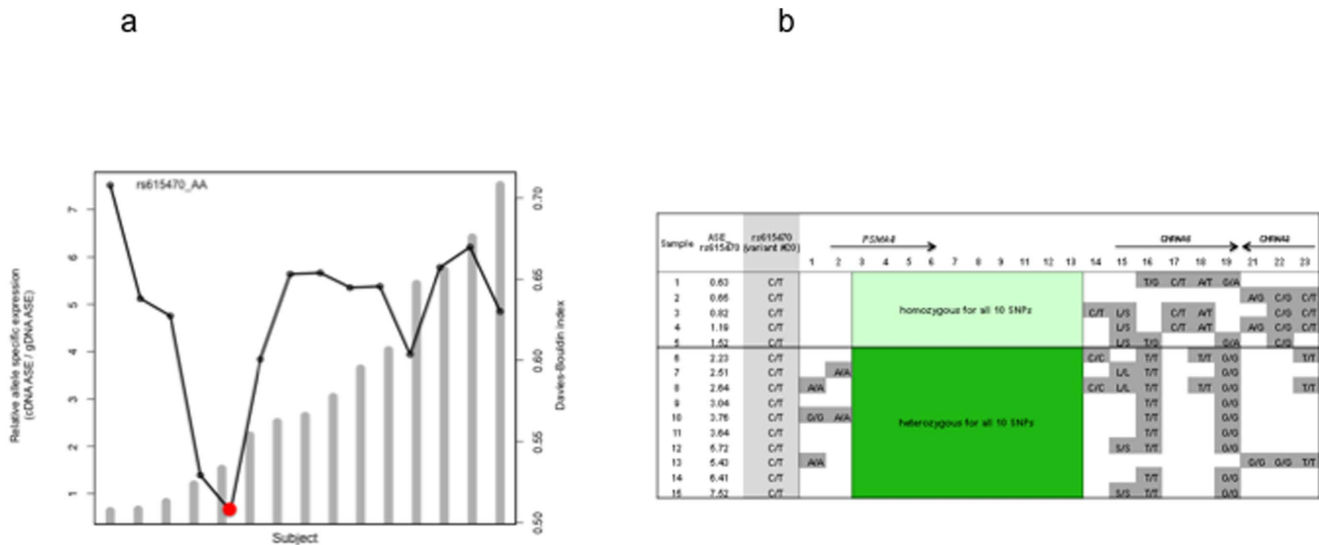 a
b
rs615470_AA
7
6
5
4
3
2
1
0.70
0.65
0.60
0.55
0.50
Relative allele specific expression
(cDNA ASE / gDNA ASE)
Davies-Bouldin index
Subject
Sample ASE rs615470 rs615470 (variant #20)
1 2 3 4 5 6 7 8 9 10 11 12 13 14 15 16 17 18 19 21 22 23
1 0.63 C/T T/G C/T A/T G/A
2 0.66 C/T A/G C/G C/T
3 0.82 C/T C/T L/S C/T A/T C/G C/T
4 1.19 C/T L/S C/T A/T A/G C/G C/T
5 1.52 C/T L/S T/G G/A C/G
homozygous for all 10 SNPs
6 2.23 C/T C/C T/T T/T G/G T/T
7 2.51 C/T A/A L/L T/T G/G
8 2.64 C/T A/A C/C L/L T/T T/T G/G T/T
9 3.04 C/T T/T G/G
10 3.76 C/T G/G A/A T/T G/G
11 3.64 C/T T/T G/G
12 5.72 C/T S/S T/T G/G
13 5.43 C/T A/A G/G G/G T/T
14 6.41 C/T T/T G/G
15 7.52 C/T S/S T/T G/G
heterozygous for all 10 SNPs